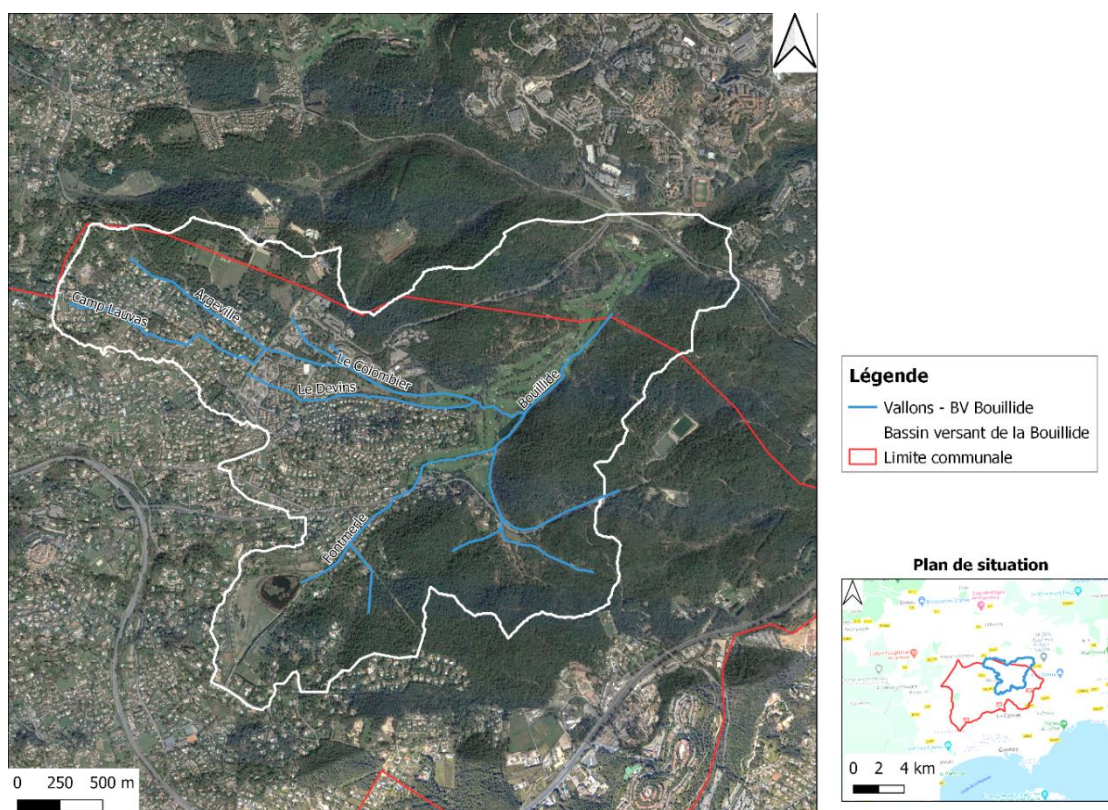 Camp Lauvas
Argeville
Le Colombier
Le Devins
Bouillide
Fontmerle
0 250 500 m
Légende
Vallons - BV Bouillide
Bassin versant de la Bouillide
Limite communale
Plan de situation
0 2 4 km